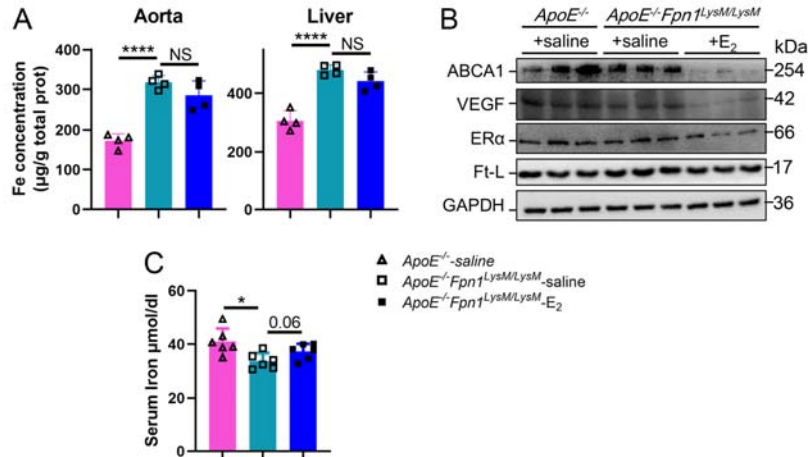 A
Aorta
Liver
Fe concentration
(µg/g total prot)
400
300
200
100
0
****
NS
400
200
0
****
NS
B
ApoE-/- ApoE-/-Fpn1LysM/LysM
+saline +saline +E2 kDa
ABCA1 254
VEGF 42
ERα 66
Ft-L 17
GAPDH 36
C
Serum Iron µmol/dl
60
40
20
0
*
0.06
ApoE-/--saline
ApoE-/-Fpn1LysM/LysM-saline
ApoE-/-Fpn1LysM/LysM-E2